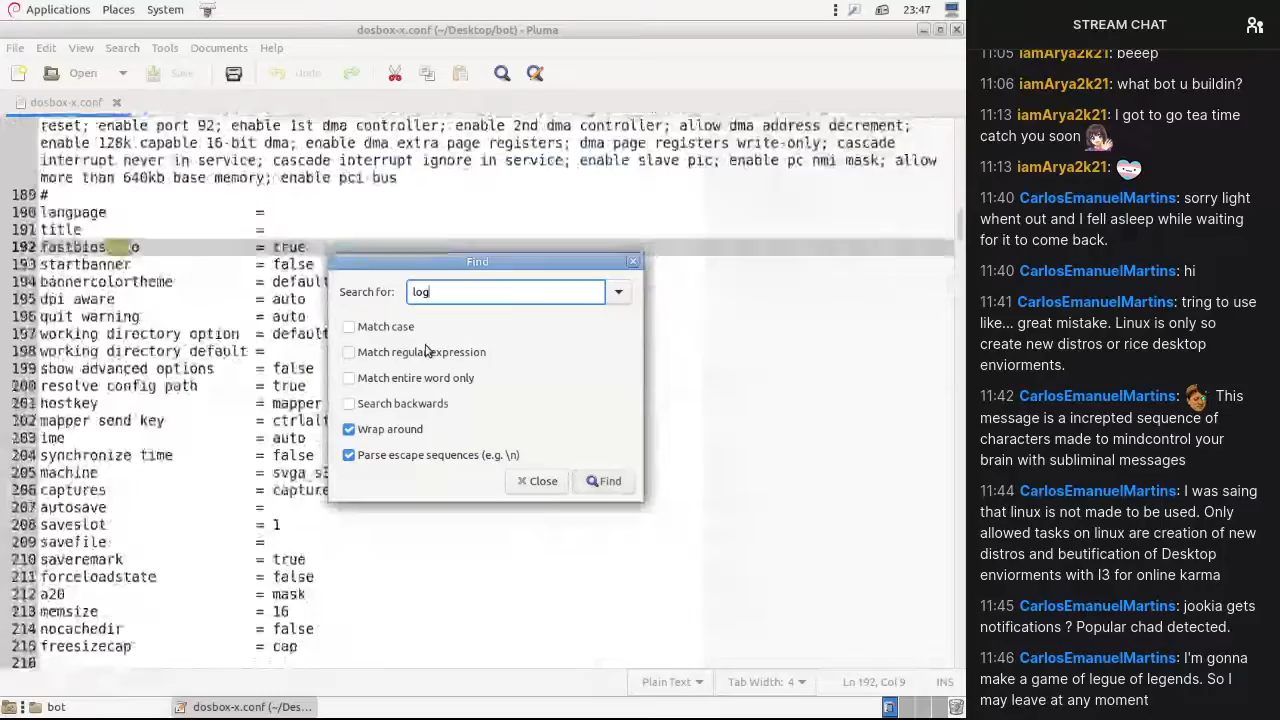 Applications Places System 23:47
dosbox-x.conf (~/Desktop/bot) - Pluma
File Edit View Search Tools Documents Help
Open Save Undo
dosbox-x.conf
reset; enable port 92; enable 1st dma controller; enable 2nd dma controller; allow dma address decrement;
enable 128k capable 16-bit dma; enable dma extra page registers; dma page registers write-only; cascade
interrupt never in service; cascade interrupt ignore in service; enable slave pic; enable pc nmi mask; allow
more than 640kb base memory; enable pci bus
189 #
190 language =
191 title =
192 fastbios o = true
193 startbanner = false
194 bannercolortheme = default
195 dpi aware = auto
196 quit warning = auto
197 working directory option = default
198 working directory default =
199 show advanced options = false
200 resolve config path = true
201 hostkey = mapper
202 mapper send key = ctrlalt
203 ime = auto
204 synchronize time = false
205 machine = svga s
206 captures = capture
207 autosave =
208 saveslot = 1
209 savefile =
210 saveremark = true
211 forceloadstate = false
212 a20 = mask
213 memsize = 16
214 nocachedir = false
215 freesizecap = cap
216
Find
Search for: log
Match case
Match regular expression
Match entire word only
Search backwards
Wrap around
Parse escape sequences (e.g. \n)
Close Find
Plain Text Tab Width: 4 Ln 192, Col 9 INS
bot dosbox-x.conf (~/Des...
STREAM CHAT
11:05 iamArya2k21: beeep
11:06 iamArya2k21: what bot u buildin?
11:13 iamArya2k21: I got to go tea time
catch you soon
11:13 iamArya2k21:
11:40 CarlosEmanuelMartins: sorry light
whent out and I fell asleep while waiting
for it to come back.
11:40 CarlosEmanuelMartins: hi
11:41 CarlosEmanuelMartins: tring to use
like... great mistake. Linux is only so
create new distros or rice desktop
enviorments.
11:42 CarlosEmanuelMartins: This
message is a increpted sequence of
characters made to mindcontrol your
brain with subliminal messages
11:44 CarlosEmanuelMartins: I was saing
that linux is not made to be used. Only
allowed tasks on linux are creation of new
distros and beutification of Desktop
enviorments with I3 for online karma
11:45 CarlosEmanuelMartins: jookia gets
notifications ? Popular chad detected.
11:46 CarlosEmanuelMartins: I'm gonna
make a game of legue of legends. So I
may leave at any moment